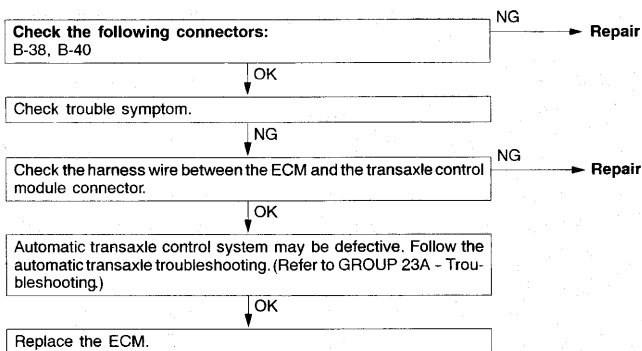 Check the following connectors:
B-38, B-40
NG
Repair
OK
Check trouble symptom.
NG
Check the harness wire between the ECM and the transaxle control
module connector.
NG
Repair
OK
Automatic transaxle control system may be defective. Follow the
automatic transaxle troubleshooting. (Refer to GROUP 23A - Trou-
bleshooting.)
OK
Replace the ECM.